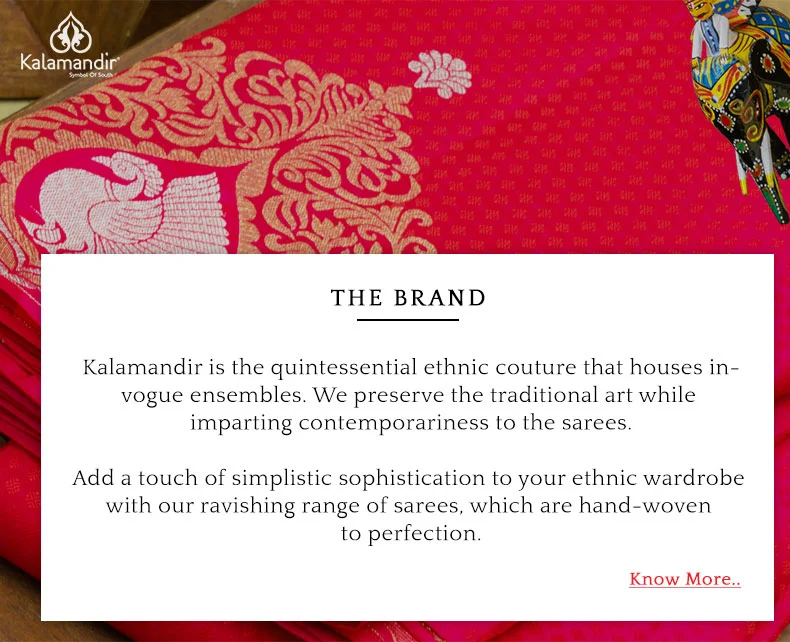 Kalamandir
Symbol Of South
THE BRAND
Kalamandir is the quintessential ethnic couture that houses in-
vogue ensembles. We preserve the traditional art while
imparting contemporariness to the sarees.
Add a touch of simplistic sophistication to your ethnic wardrobe
with our ravishing range of sarees, which are hand-woven
to perfection.
Know More..